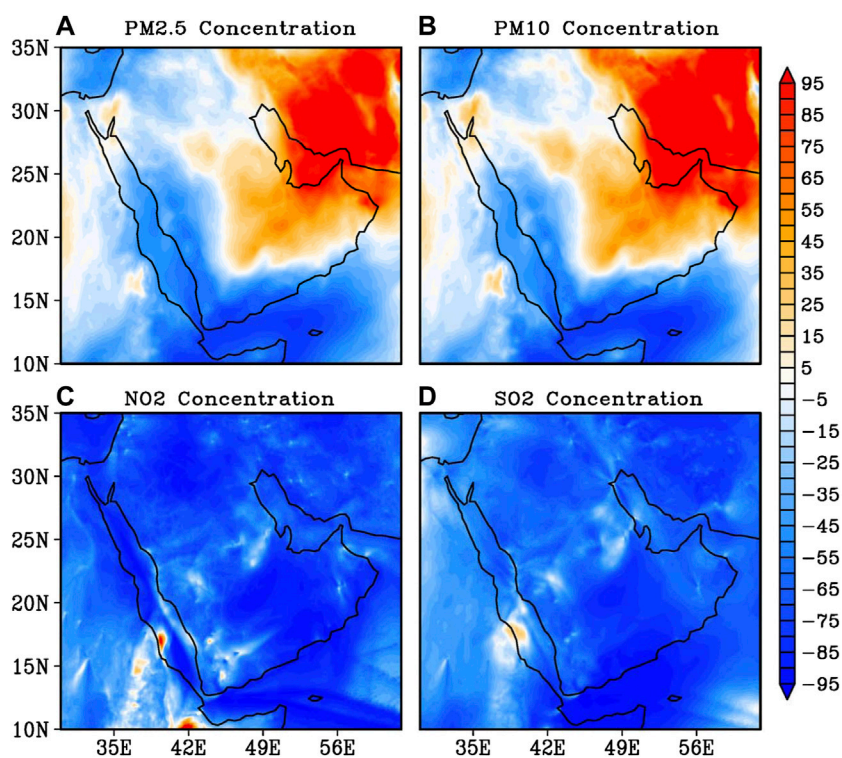 A PM2.5 Concentration
B PM10 Concentration
35N
30N
25N
20N
15N
10N
C NO2 Concentration
D SO2 Concentration
35N
30N
25N
20N
15N
10N
35E 42E 49E 56E
35E 42E 49E 56E
95
85
75
65
55
45
35
25
15
5
−5
−15
−25
−35
−45
−55
−65
−75
−85
−95